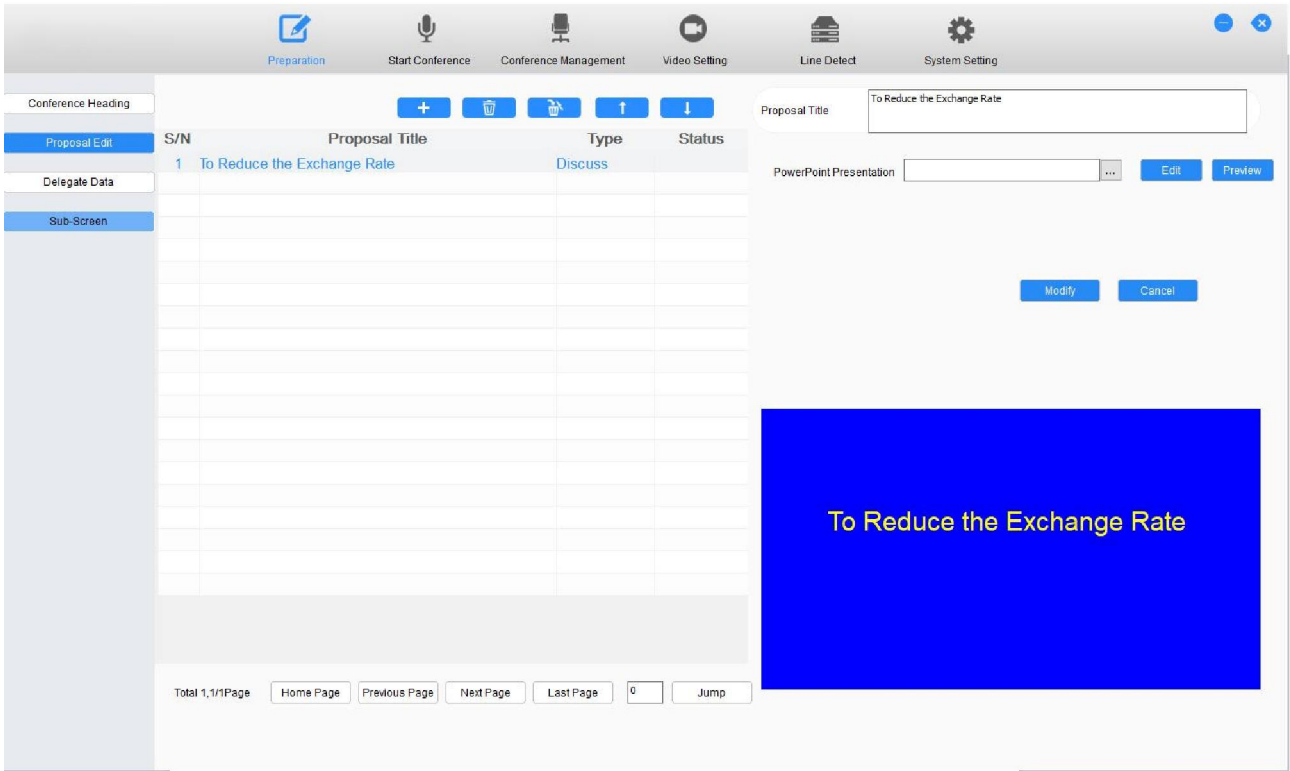 Preparation
Start Conference
Conference Management
Video Setting
Line Detect
System Setting
Conference Heading
Proposal Edit
Delegate Data
Sub-Screen
S/N Proposal Title Type Status
1 To Reduce the Exchange Rate Discuss
Total 1,1/1Page Home Page Previous Page Next Page Last Page 0 Jump
Proposal Title To Reduce the Exchange Rate
PowerPoint Presentation ... Edit Preview
Modify Cancel
To Reduce the Exchange Rate